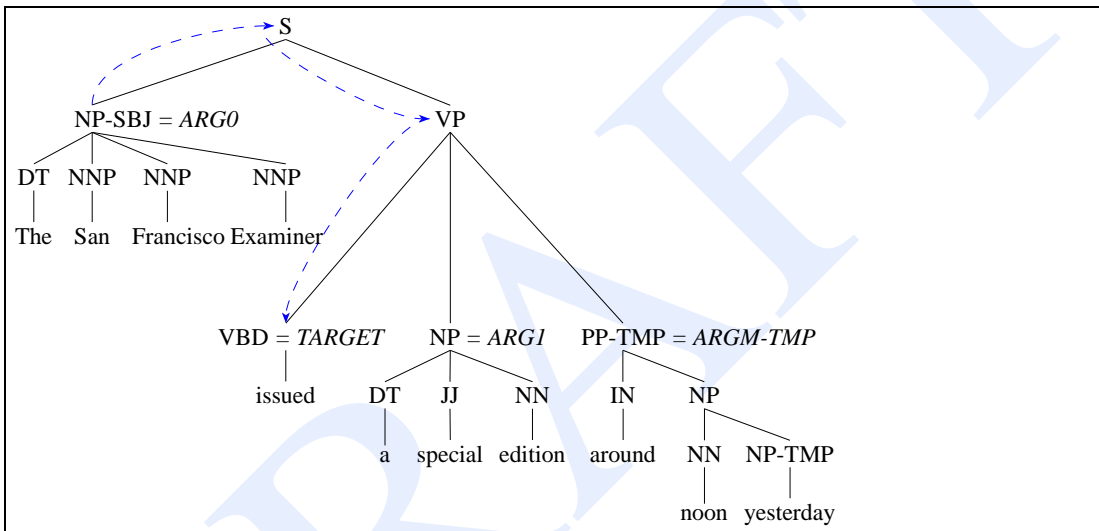 S
NP-SBJ = ARG0 VP
DT NNP NNP NNP
The San Francisco Examiner
VBD = TARGET NP = ARG1 PP-TMP = ARGM-TMP
issued DT JJ NN IN NP
a special edition around NN NP-TMP
noon yesterday